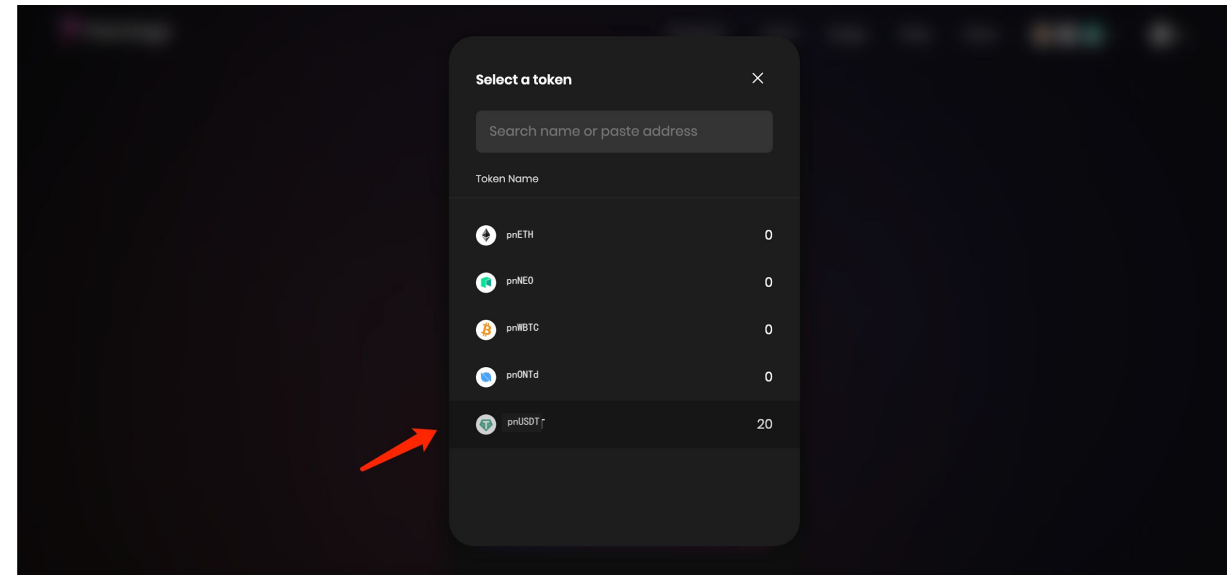 Select a token
Search name or paste address
Token Name
pnETH 0
pnNEO 0
pnWBTC 0
pnONTd 0
pnUSDT 20